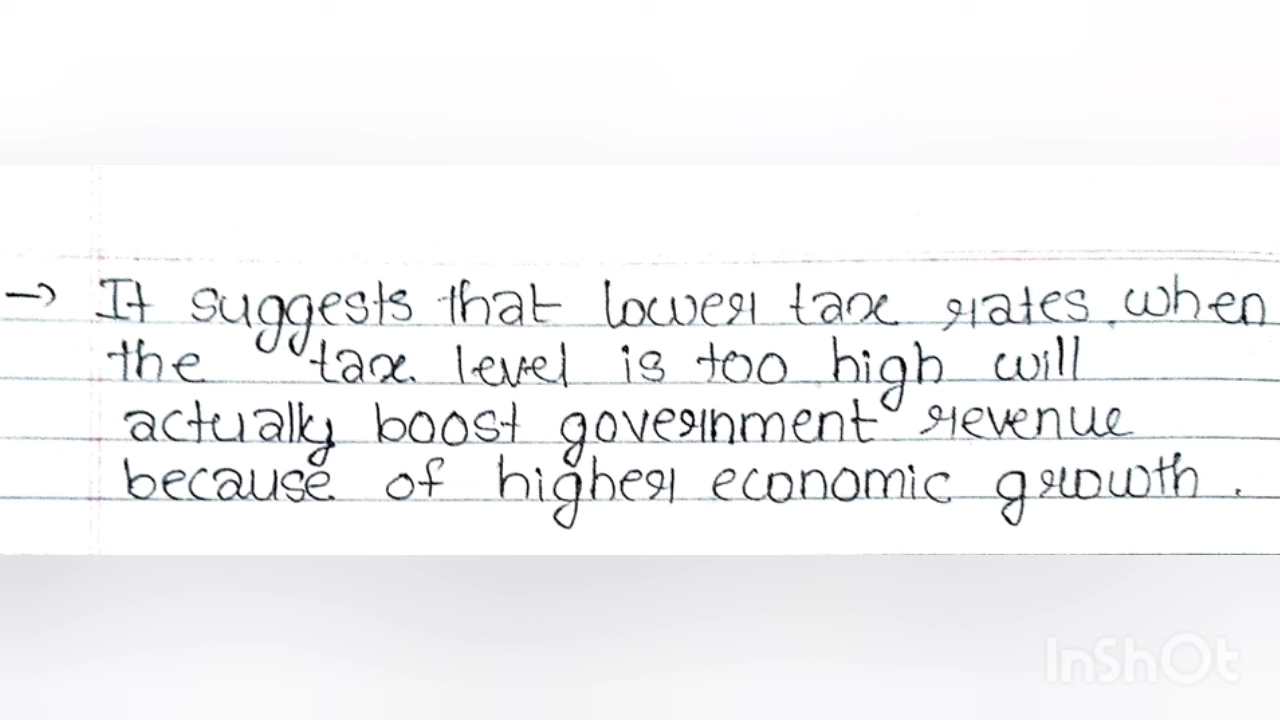 → It suggests that lower tax rates when
the tax level is too high will
actually boost government revenue
because of higher economic growth.
InShOt